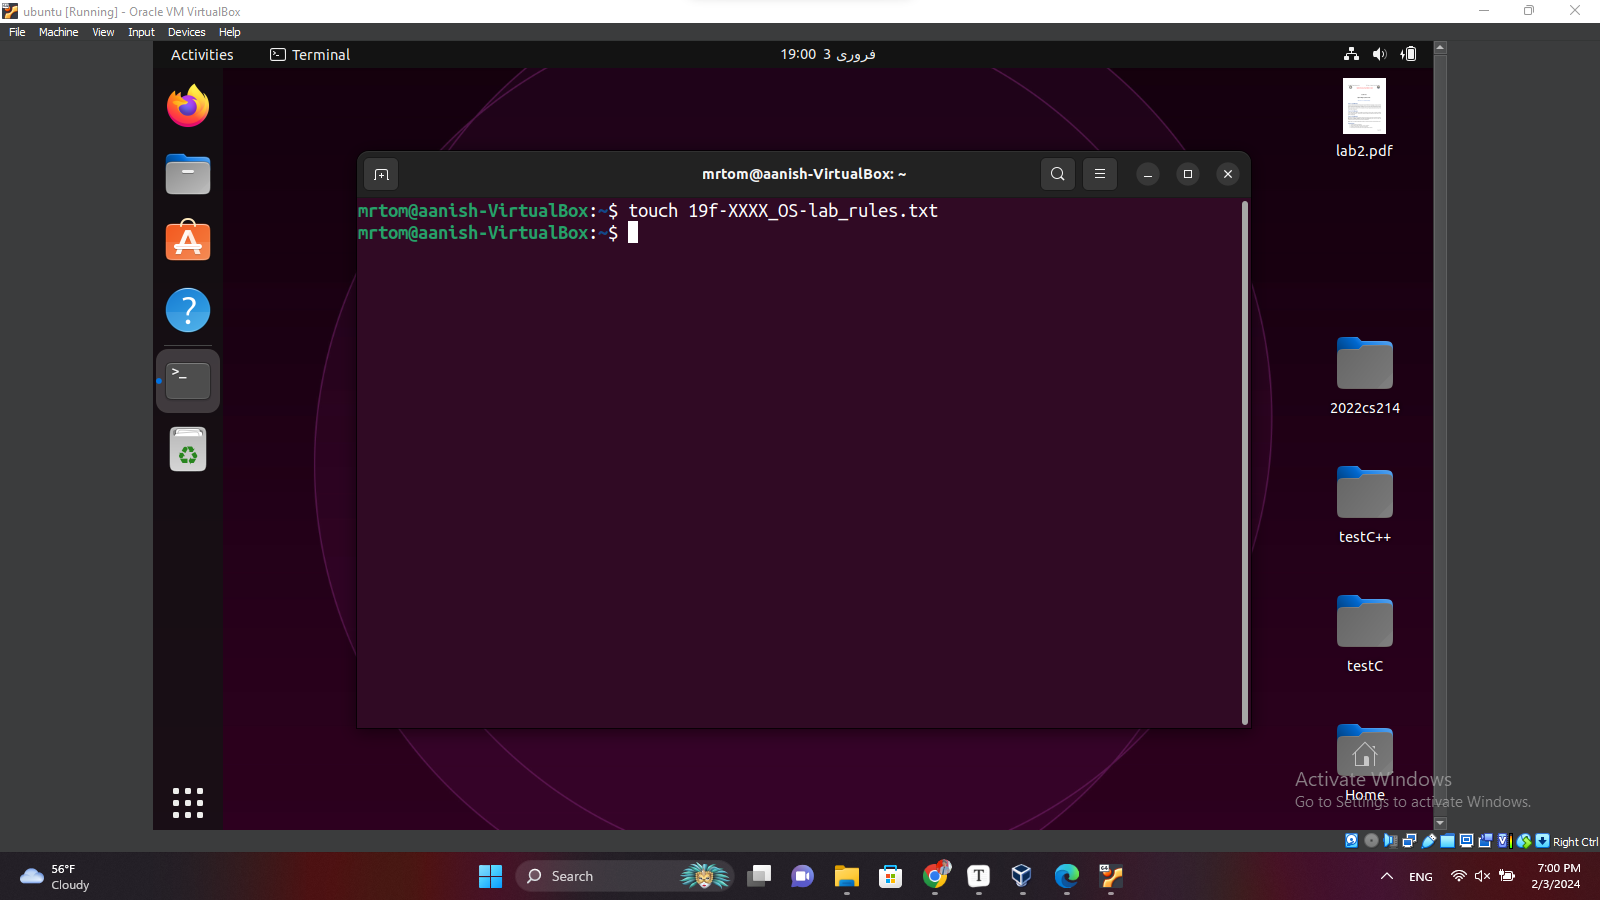 ubuntu [Running] - Oracle VM VirtualBox
File Machine View Input Devices Help
Activities Terminal 19:00 3 فروری
lab2.pdf
mrtom@aanish-VirtualBox: ~
mrtom@aanish-VirtualBox:~$ touch 19f-XXXX_OS-lab_rules.txt
mrtom@aanish-VirtualBox:~$
2022cs214
testC++
testC
Home
Activate Windows
Go to Settings to activate Windows.
Right Ctrl
56°F
Cloudy
Search
ENG
7:00 PM
2/3/2024